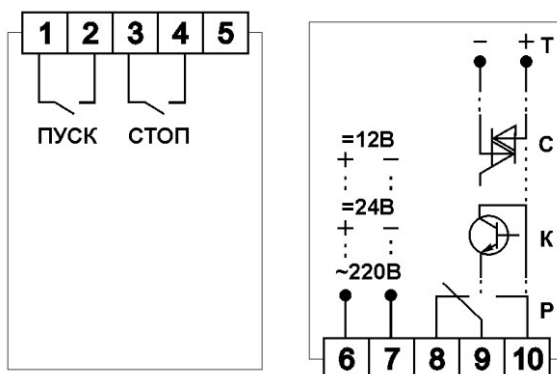 1 2 3 4 5
ПУСК СТОП
- + Т
С
=12В
+ -
=24В
+ -
К
~220В
Р
6 7 8 9 10